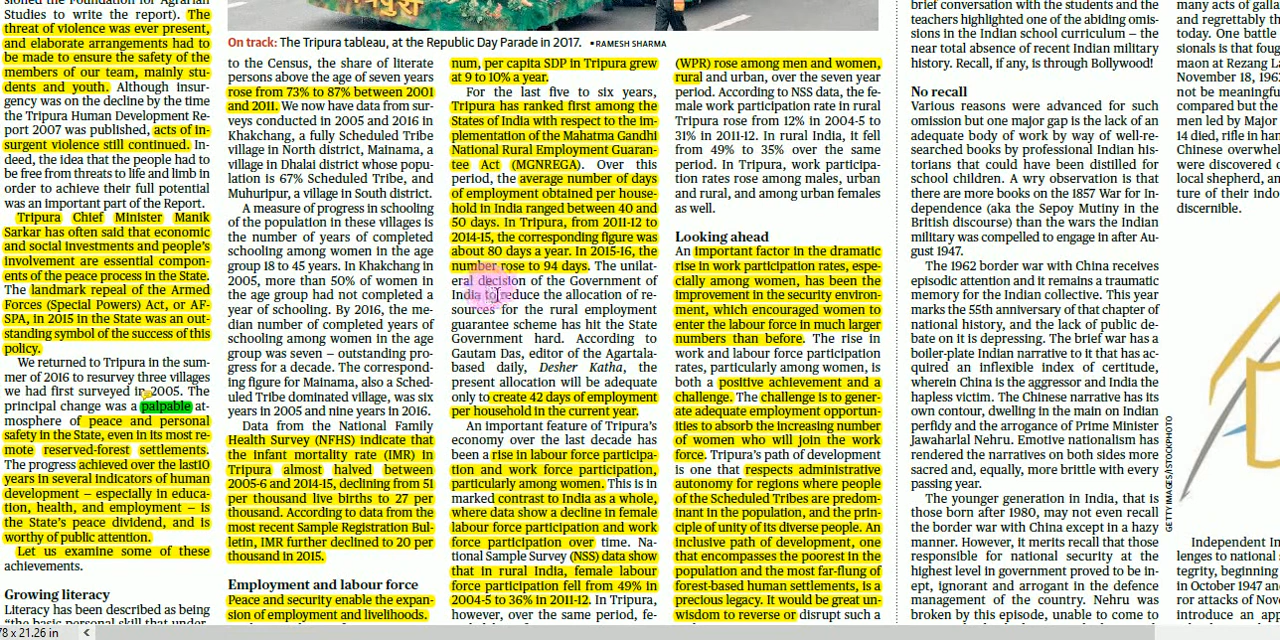 sioned the Foundation for Agrarian
Studies to write the report). The
threat of violence was ever present,
and elaborate arrangements had to
be made to ensure the safety of the
members of our team, mainly stu-
dents and youth. Although insur-
gency was on the decline by the time
the Tripura Human Development Re-
port 2007 was published, acts of in-
surgent violence still continued. In-
deed, the idea that the people had to
be free from threats to life and limb in
order to achieve their full potential
was an important part of the Report.
Tripura Chief Minister Manik
Sarkar has often said that economic
and social investments and people's
involvement are essential compon-
ents of the peace process in the State.
The landmark repeal of the Armed
Forces (Special Powers) Act, or AF-
SPA, in 2015 in the State was an out-
standing symbol of the success of this
policy.
We returned to Tripura in the sum-
mer of 2016 to resurvey three villages
we had first surveyed in 2005. The
principal change was a palpable at-
mosphere of peace and personal
safety in the State, even in its most re-
mote reserved-forest settlements.
The progress achieved over the last10
years in several indicators of human
development – especially in educa-
tion, health, and employment – is
the State's peace dividend, and is
worthy of public attention.
Let us examine some of these
achievements.
Growing literacy
Literacy has been described as being
"the basic personal skill that under-
त्रिपुरा
On track: The Tripura tableau, at the Republic Day Parade in 2017. ▪RAMESH SHARMA
to the Census, the share of literate
persons above the age of seven years
rose from 73% to 87% between 2001
and 2011. We now have data from sur-
veys conducted in 2005 and 2016 in
Khakchang, a fully Scheduled Tribe
village in North district, Mainama, a
village in Dhalai district whose popu-
lation is 67% Scheduled Tribe, and
Muhuripur, a village in South district.
A measure of progress in schooling
of the population in these villages is
the number of years of completed
schooling among women in the age
group 18 to 45 years. In Khakchang in
2005, more than 50% of women in
the age group had not completed a
year of schooling. By 2016, the me-
dian number of completed years of
schooling among women in the age
group was seven – outstanding pro-
gress for a decade. The correspond-
ing figure for Mainama, also a Sched-
uled Tribe dominated village, was six
years in 2005 and nine years in 2016.
Data from the National Family
Health Survey (NFHS) indicate that
the infant mortality rate (IMR) in
Tripura almost halved between
2005-6 and 2014-15, declining from 51
per thousand live births to 27 per
thousand. According to data from the
most recent Sample Registration Bul-
letin, IMR further declined to 20 per
thousand in 2015.
Employment and labour force
Peace and security enable the expan-
sion of employment and livelihoods.
num, per capita SDP in Tripura grew
at 9 to 10% a year.
For the last five to six years,
Tripura has ranked first among the
States of India with respect to the im-
plementation of the Mahatma Gandhi
National Rural Employment Guaran-
tee Act (MGNREGA). Over this
period, the average number of days
of employment obtained per house-
hold in India ranged between 40 and
50 days. In Tripura, from 2011-12 to
2014-15, the corresponding figure was
about 80 days a year. In 2015-16, the
number rose to 94 days. The unilat-
eral decision of the Government of
India to reduce the allocation of re-
sources for the rural employment
guarantee scheme has hit the State
Government hard. According to
Gautam Das, editor of the Agartala-
based daily, Desher Katha, the
present allocation will be adequate
only to create 42 days of employment
per household in the current year.
An important feature of Tripura's
economy over the last decade has
been a rise in labour force participa-
tion and work force participation,
particularly among women. This is in
marked contrast to India as a whole,
where data show a decline in female
labour force participation and work
force participation over time. Na-
tional Sample Survey (NSS) data show
that in rural India, female labour
force participation fell from 49% in
2004-5 to 36% in 2011-12. In Tripura,
however, over the same period, fe-
(WPR) rose among men and women,
rural and urban, over the seven year
period. According to NSS data, the fe-
male work participation rate in rural
Tripura rose from 12% in 2004-5 to
31% in 2011-12. In rural India, it fell
from 49% to 35% over the same
period. In Tripura, work participa-
tion rates rose among males, urban
and rural, and among urban females
as well.
Looking ahead
An important factor in the dramatic
rise in work participation rates, espe-
cially among women, has been the
improvement in the security environ-
ment, which encouraged women to
enter the labour force in much larger
numbers than before. The rise in
work and labour force participation
rates, particularly among women, is
both a positive achievement and a
challenge. The challenge is to gener-
ate adequate employment opportun-
ities to absorb the increasing number
of women who will join the work
force. Tripura's path of development
is one that respects administrative
autonomy for regions where people
of the Scheduled Tribes are predom-
inant in the population, and the prin-
ciple of unity of its diverse people. An
inclusive path of development, one
that encompasses the poorest in the
population and the most far-flung of
forest-based human settlements, is a
precious legacy. It would be great un-
wisdom to reverse or disrupt such a
brief conversation with the students and the
teachers highlighted one of the abiding omis-
sions in the Indian school curriculum – the
near total absence of recent Indian military
history. Recall, if any, is through Bollywood!
No recall
Various reasons were advanced for such
omission but one major gap is the lack of an
adequate body of work by way of well-re-
searched books by professional Indian his-
torians that could have been distilled for
school children. A wry observation is that
there are more books on the 1857 War for In-
dependence (aka the Sepoy Mutiny in the
British discourse) than the wars the Indian
military was compelled to engage in after Au-
gust 1947.
The 1962 border war with China receives
episodic attention and it remains a traumatic
memory for the Indian collective. This year
marks the 55th anniversary of that chapter of
national history, and the lack of public de-
bate on it is depressing. The brief war has a
boiler-plate Indian narrative to it that has ac-
quired an inflexible index of certitude,
wherein China is the aggressor and India the
hapless victim. The Chinese narrative has its
own contour, dwelling in the main on Indian
perfidy and the arrogance of Prime Minister
Jawaharlal Nehru. Emotive nationalism has
rendered the narratives on both sides more
sacred and, equally, more brittle with every
passing year.
The younger generation in India, that is
those born after 1980, may not even recall
the border war with China except in a hazy
manner. However, it merits recall that those
responsible for national security at the
highest level in government proved to be in-
ept, ignorant and arrogant in the defence
management of the country. Nehru was
broken by this episode, unable to come to
many acts of galla
and regrettably th
today. One battle
sionals is that foug
maon at Rezang La
November 18, 1962
not be meaningfu
compared but the
men led by Major
14 died, rifle in han
Chinese overwhel
were discovered o
local shepherd, an
ture of their indo
discernible.
GETTY IMAGES/ISTOCKPHOTO
Independent In
lenges to national s
tegrity, beginning
in October 1947 and
ror attacks of Nov
introduce an app
78 x 21.26 in